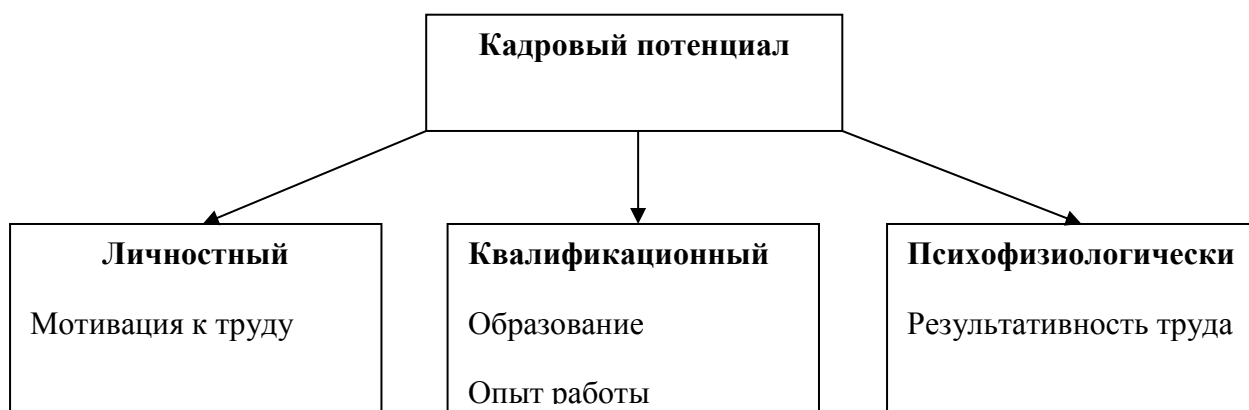 Кадровый потенциал
Личностный
Мотивация к труду
Квалификационный
Образование
Опыт работы
Психофизиологически
Результативность труда